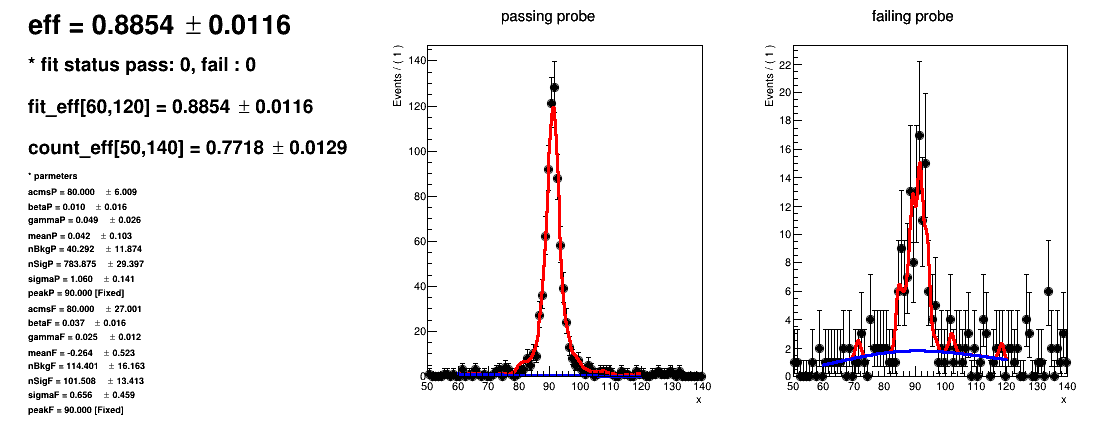 eff = 0.8854 ± 0.0116
* fit status pass: 0, fail : 0
fit_eff[60,120] = 0.8854 ± 0.0116
count_eff[50,140] = 0.7718 ± 0.0129
* parmeters
acmsP = 80.000 ± 6.009
betaP = 0.010 ± 0.016
gammaP = 0.049 ± 0.026
meanP = 0.042 ± 0.103
nBkgP = 40.292 ± 11.874
nSigP = 783.875 ± 29.397
sigmaP = 1.060 ± 0.141
peakP = 90.000 [Fixed]
acmsF = 80.000 ± 27.001
betaF = 0.037 ± 0.016
gammaF = 0.025 ± 0.012
meanF = -0.264 ± 0.523
nBkgF = 114.401 ± 16.163
nSigF = 101.508 ± 13.413
sigmaF = 0.656 ± 0.459
peakF = 90.000 [Fixed]
passing probe
Events / ( 1 )
140
120
100
80
60
40
20
0
50 60 70 80 90 100 110 120 130 140
x
failing probe
Events / ( 1 )
22
20
18
16
14
12
10
8
6
4
2
0
50 60 70 80 90 100 110 120 130 140
x